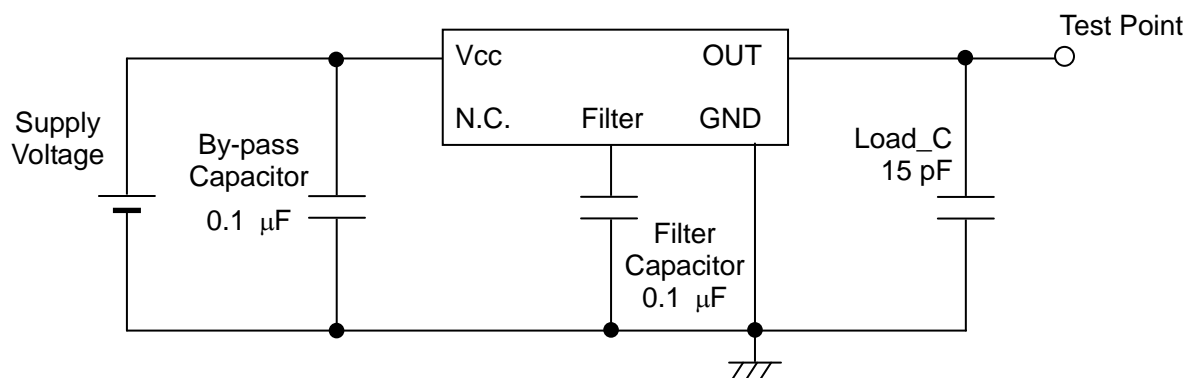 Test Point
Vcc OUT
N.C. Filter GND
Supply
Voltage
By-pass
Capacitor
0.1 μF
Load_C
15 pF
Filter
Capacitor
0.1 μF